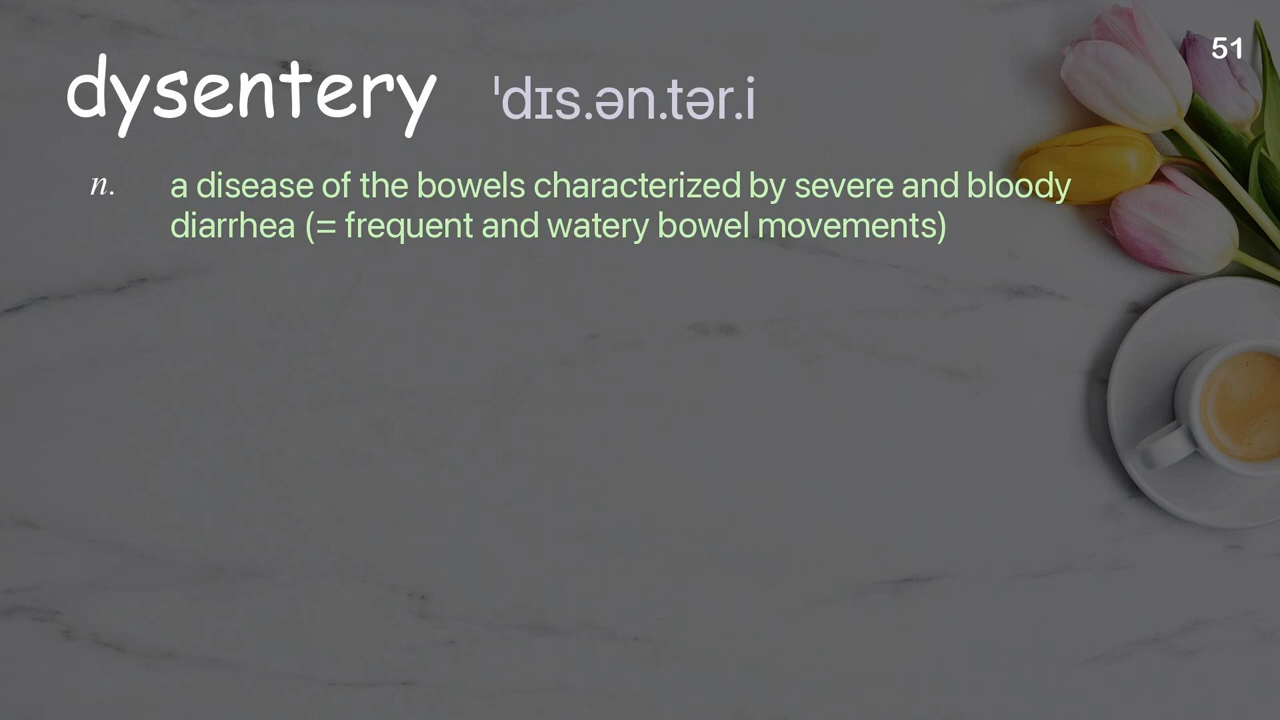 51
dysentery ˈdɪs.ən.tər.i
n. a disease of the bowels characterized by severe and bloody
diarrhea (= frequent and watery bowel movements)